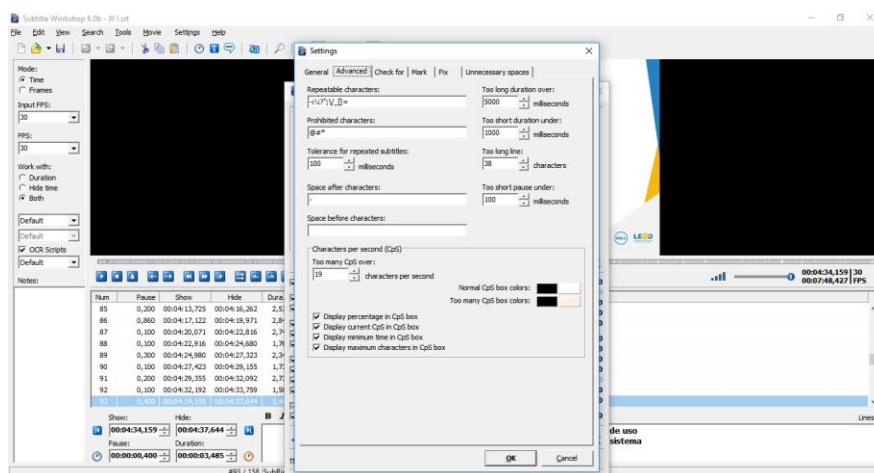 Subtitle Workshop 6.0b - JII.srt
File Edit View Search Tools Movie Settings Help
Mode:
Time
Frames
Input FPS:
30
FPS:
30
Work with:
Duration
Hide time
Both
Default
Default
OCR Scripts
Default
Notes:
Settings
General Advanced Check for Mark Fix Unnecessary spaces
Repeatable characters:
Prohibited characters:
@#*
Tolerance for repeated subtitles:
100 milliseconds
Space after characters:
-
Space before characters:
Too long duration over:
5000 milliseconds
Too short duration under:
1000 milliseconds
Too long line:
38 characters
Too short pause under:
100 milliseconds
Characters per second (CpS)
Too many CpS over:
19 characters per second
Normal CpS box colors:
Too many CpS box colors:
Display percentage in CpS box
Display current CpS in CpS box
Display minimum time in CpS box
Display maximum characters in CpS box
OK Cancel
DELL LEAD
00:04:34,159 30
00:07:48,427 FPS
Num Pause Show Hide Dura
85 0,200 00:04:13,725 00:04:16,262
86 0,860 00:04:17,122 00:04:19,971
87 0,100 00:04:20,071 00:04:22,816
88 0,100 00:04:22,916 00:04:24,680
89 0,300 00:04:24,980 00:04:27,323
90 0,100 00:04:27,423 00:04:29,155
91 0,200 00:04:29,355 00:04:32,092
92 0,100 00:04:32,192 00:04:33,759
93 0,400 00:04:34,159 00:04:37,644
Show: Hide:
00:04:34,159 00:04:37,644
Pause: Duration:
00:00:00,400 00:00:03,485
B I
Lines
de uso
sistema
#93 / 158